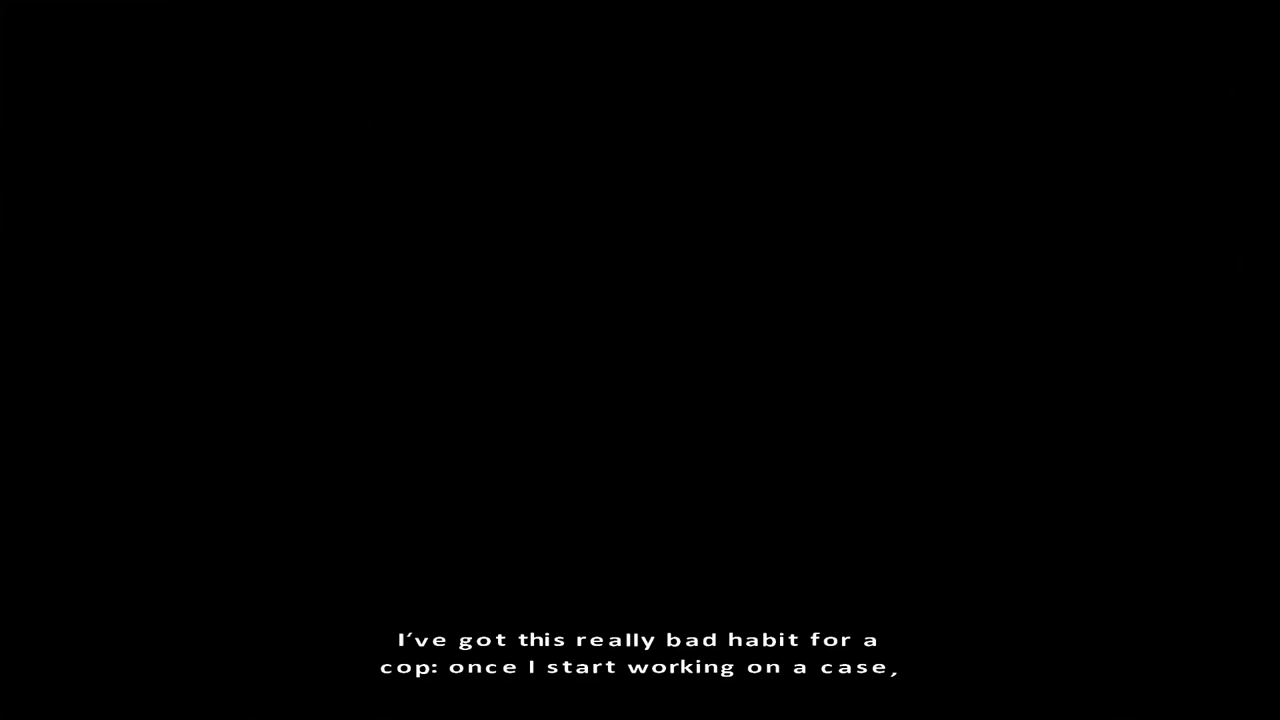 I‘ve got this really bad habit for a
cop: once I start working on a case,